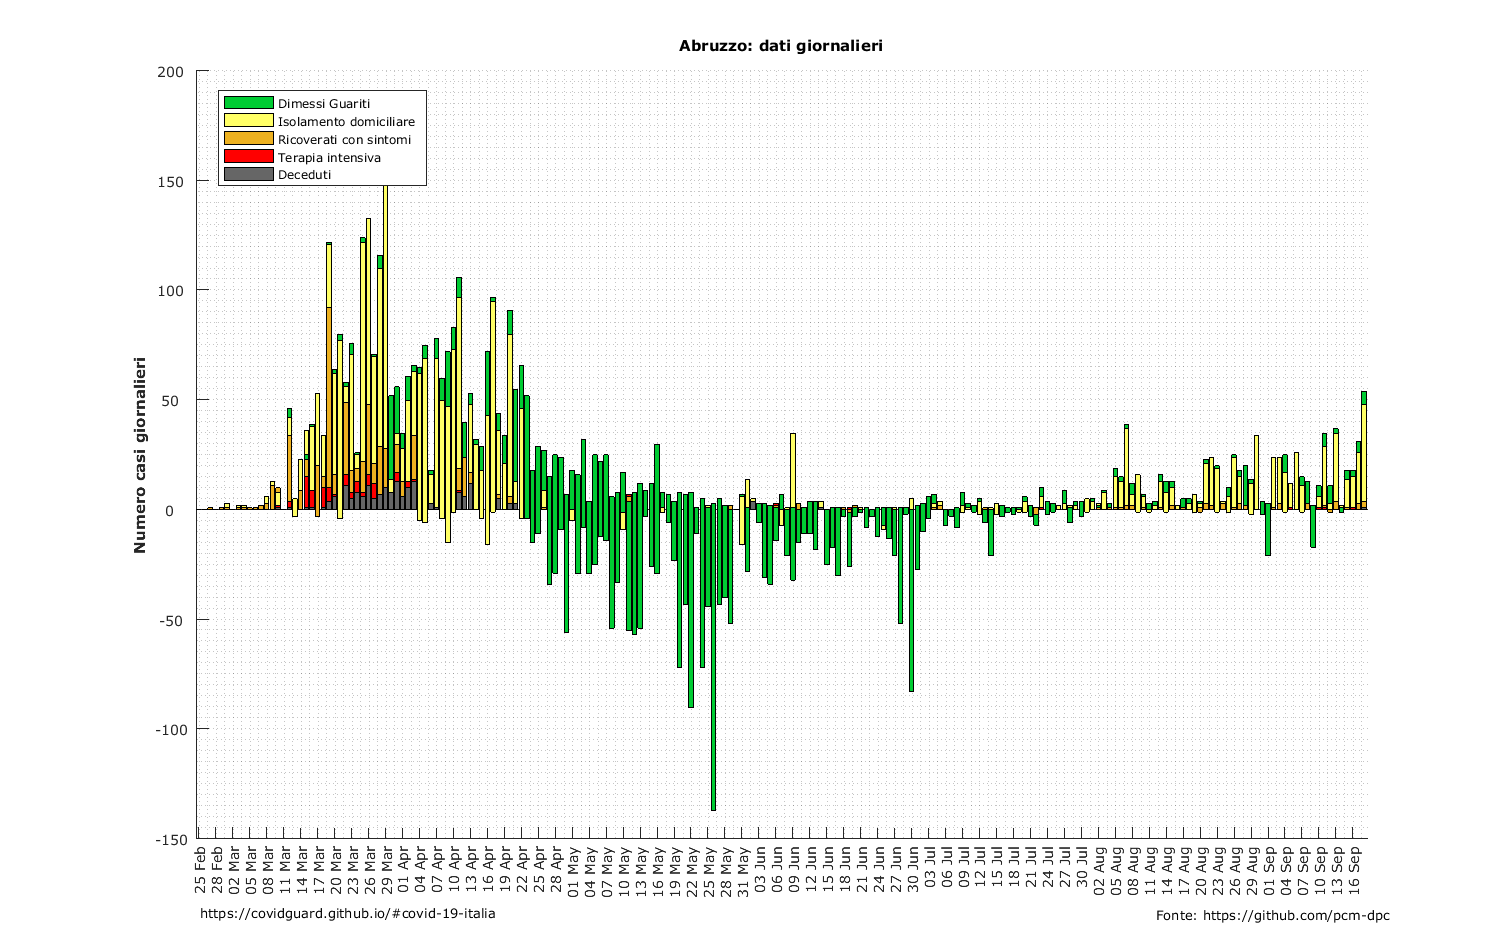 Abruzzo: dati giornalieri
200
150
100
50
0
-50
-100
-150
Numero casi giornalieri
Dimessi Guariti
Isolamento domiciliare
Ricoverati con sintomi
Terapia intensiva
Deceduti
25 Feb
28 Feb
02 Mar
05 Mar
08 Mar
11 Mar
14 Mar
17 Mar
20 Mar
23 Mar
26 Mar
29 Mar
01 Apr
04 Apr
07 Apr
10 Apr
13 Apr
16 Apr
19 Apr
22 Apr
25 Apr
28 Apr
01 May
04 May
07 May
10 May
13 May
16 May
19 May
22 May
25 May
28 May
31 May
03 Jun
06 Jun
09 Jun
12 Jun
15 Jun
18 Jun
21 Jun
24 Jun
27 Jun
30 Jun
03 Jul
06 Jul
09 Jul
12 Jul
15 Jul
18 Jul
21 Jul
24 Jul
27 Jul
30 Jul
02 Aug
05 Aug
08 Aug
11 Aug
14 Aug
17 Aug
20 Aug
23 Aug
26 Aug
29 Aug
01 Sep
04 Sep
07 Sep
10 Sep
13 Sep
16 Sep
https://covidguard.github.io/#covid-19-italia
Fonte: https://github.com/pcm-dpc